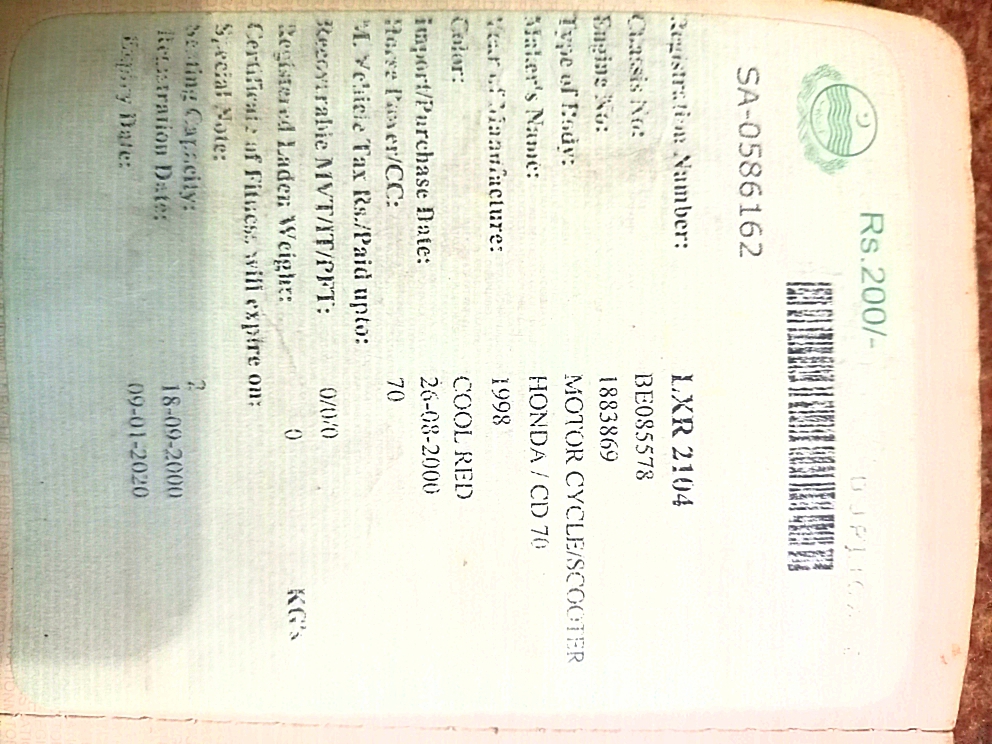 Rs.200/-
SA-0586162
Registration Number: LXR 2104
Chassis No: BE085578
Engine No: 1883869
Type of Body: MOTOR CYCLE/SCOOTER
Maker's Name: HONDA / CD 70
Year of Manufacture: 1998
Color: COOL RED
Import/Purchase Date: 26-08-2000
Horse Power/CC: 70
M. Vehicle Tax Rs./Paid upto:
Recoverable MVT/IT/PFT: 0/0/0
Registered Laden Weight: 0 KG's
Certificate of Fitness will expire on:
Special Note:
Seating Capacity: ?
Registration Date: 18-09-2000
Expiry Date: 09-01-2020